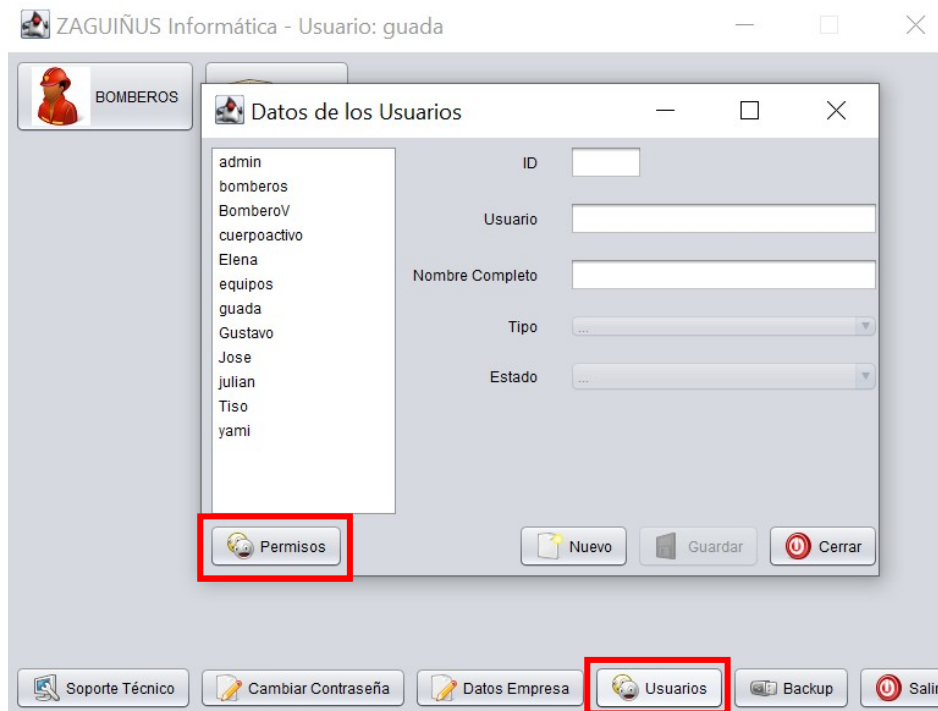 ZAGUIÑUS Informática - Usuario: guada
BOMBEROS
Datos de los Usuarios
admin
bomberos
BomberoV
cuerpoactivo
Elena
equipos
guada
Gustavo
Jose
julian
Tiso
yami
ID
Usuario
Nombre Completo
Tipo ...
Estado ...
Permisos Nuevo Guardar Cerrar
Soporte Técnico Cambiar Contraseña Datos Empresa Usuarios Backup Salir